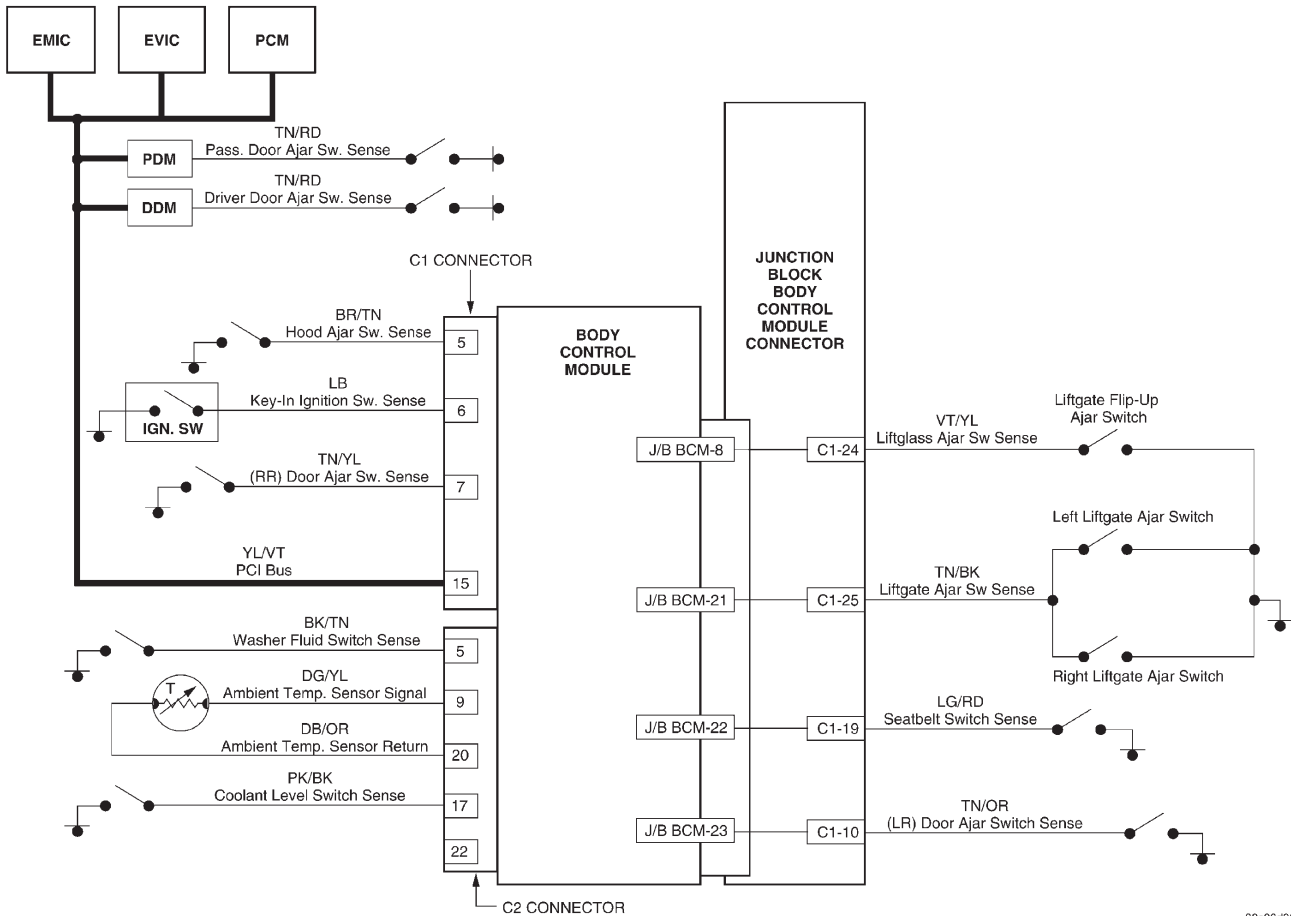 EMIC
EVIC
PCM
TN/RD
Pass. Door Ajar Sw. Sense
PDM
TN/RD
Driver Door Ajar Sw. Sense
DDM
C1 CONNECTOR
BR/TN
Hood Ajar Sw. Sense
5
LB
Key-In Ignition Sw. Sense
6
IGN. SW
TN/YL
(RR) Door Ajar Sw. Sense
7
YL/VT
PCI Bus
15
BK/TN
Washer Fluid Switch Sense
5
T
DG/YL
Ambient Temp. Sensor Signal
9
DB/OR
Ambient Temp. Sensor Return
20
PK/BK
Coolant Level Switch Sense
17
22
C2 CONNECTOR
BODY
CONTROL
MODULE
J/B BCM-8
J/B BCM-21
J/B BCM-22
J/B BCM-23
JUNCTION
BLOCK
BODY
CONTROL
MODULE
CONNECTOR
C1-24
C1-25
C1-19
C1-10
VT/YL
Liftglass Ajar Sw Sense
Liftgate Flip-Up
Ajar Switch
Left Liftgate Ajar Switch
TN/BK
Liftgate Ajar Sw Sense
Right Liftgate Ajar Switch
LG/RD
Seatbelt Switch Sense
TN/OR
(LR) Door Ajar Switch Sense